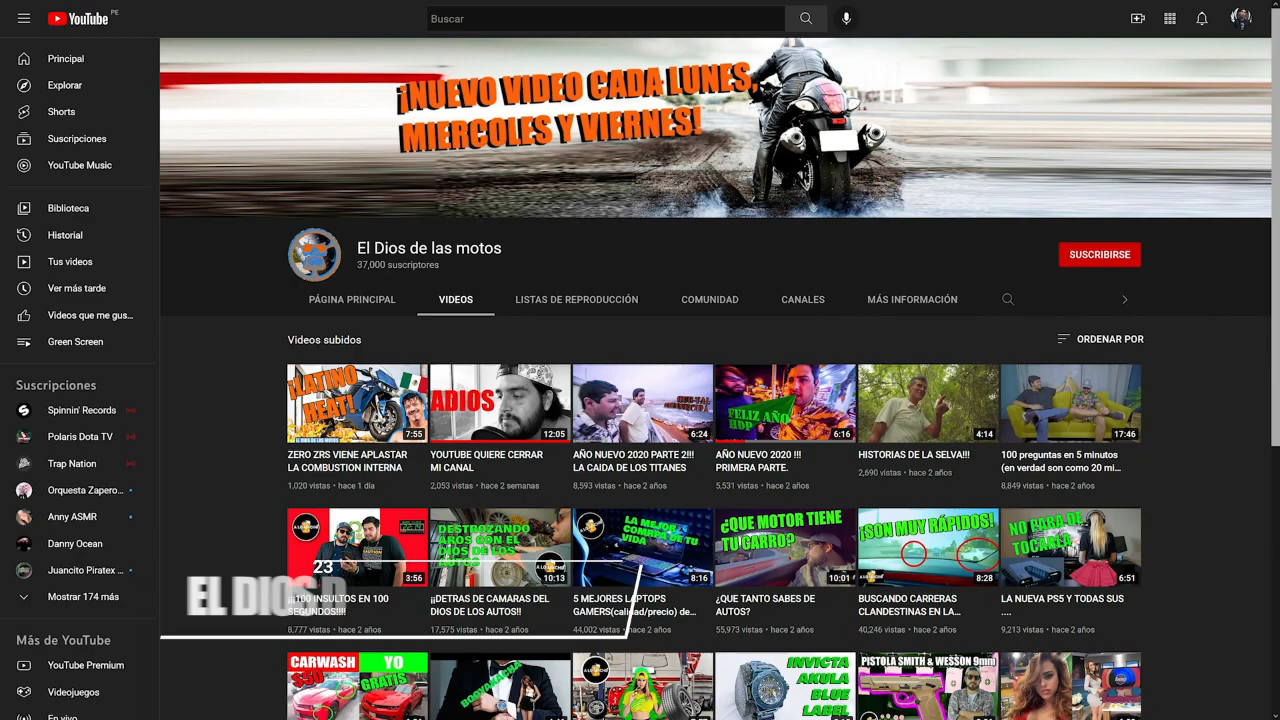 YouTube PE
Buscar
Principal
Explorar
Shorts
Suscripciones
YouTube Music
Biblioteca
Historial
Tus videos
Ver más tarde
Videos que me gus...
Green Screen
Suscripciones
Spinnin' Records
Polaris Dota TV
Trap Nation
Orquesta Zapero...
Anny ASMR
Danny Ocean
Juancito Piratex ...
Mostrar 174 más
Más de YouTube
YouTube Premium
Videojuegos
En vivo
¡NUEVO VIDEO CADA LUNES,
MIERCOLES Y VIERNES!
El Dios de las motos
37,000 suscriptores
SUSCRIBIRSE
PÁGINA PRINCIPAL
VIDEOS
LISTAS DE REPRODUCCIÓN
COMUNIDAD
CANALES
MÁS INFORMACIÓN
Videos subidos
ORDENAR POR
¡LATINO
HEAT!
7:55
ADIOS
12:05
6:24
FELIZ AÑO
HDP
6:16
4:14
17:46
ZERO ZRS VIENE APLASTAR
LA COMBUSTION INTERNA
1,020 vistas • hace 1 día
YOUTUBE QUIERE CERRAR
MI CANAL
2,053 vistas • hace 2 semanas
AÑO NUEVO 2020 PARTE 2!!!
LA CAIDA DE LOS TITANES
8,593 vistas • hace 2 años
AÑO NUEVO 2020 !!!
PRIMERA PARTE.
5,531 vistas • hace 2 años
HISTORIAS DE LA SELVA!!!
2,690 vistas • hace 2 años
100 preguntas en 5 minutos
(en verdad son como 20 mi...
8,849 vistas • hace 2 años
3:56
DESTROZANDO
AROS CON EL
DIOS DE LOS
AUTOS
10:13
LA MEJOR
COMRPA DE TU
VIDA
8:16
¿QUE MOTOR TIENE
TU CARRO?
10:01
¡SON MUY RÁPIDOS!
8:28
NO PARA DE
TOCARLA
6:51
23
EL DIOS D
¡¡¡100 INSULTOS EN 100
SEGUNDOS!!!!
8,777 vistas • hace 2 años
¡¡DETRAS DE CAMARAS DEL
DIOS DE LOS AUTOS!!
17,575 vistas • hace 2 años
5 MEJORES LAPTOPS
GAMERS(calidad/precio) de...
44,002 vistas • hace 2 años
¿QUE TANTO SABES DE
AUTOS?
55,973 vistas • hace 2 años
BUSCANDO CARRERAS
CLANDESTINAS EN LA...
40,246 vistas • hace 2 años
LA NUEVA PS5 Y TODAS SUS
....
9,213 vistas • hace 2 años
CARWASH
$50
YO
GRATIS
INVICTA
AKULA
BLUE
LABEL
PISTOLA SMITH & WESSON 9mm